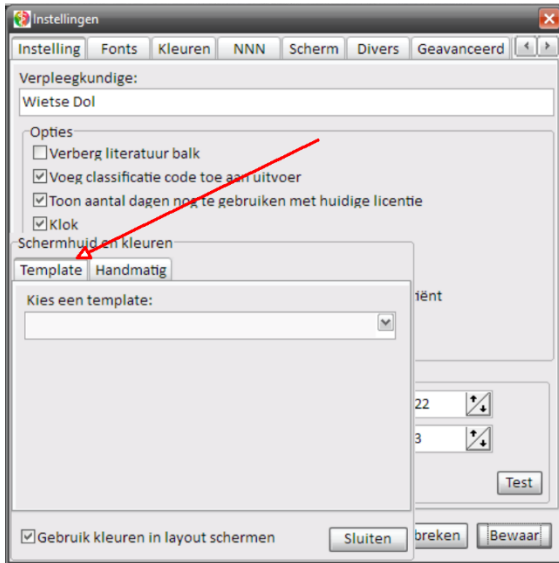 Instellingen
Instelling Fonts Kleuren NNN Scherm Divers Geavanceerd
Verpleegkundige:
Wietse Dol
Opties
Verberg literatuur balk
Voeg classificatie code toe aan uitvoer
Toon aantal dagen nog te gebruiken met huidige licentie
Klok
Schermhuid en kleuren
Template Handmatig
Kies een template:
iënt
22
3
Test
Gebruik kleuren in layout schermen
Sluiten
breken
Bewaar